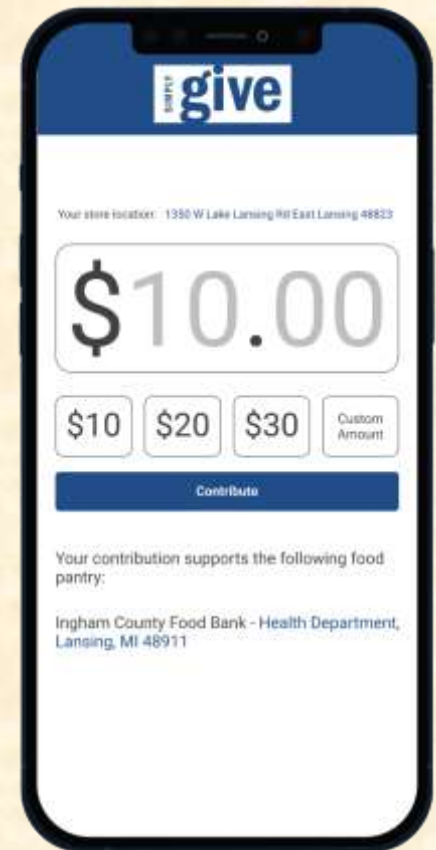 SIMPLY
give
Your store location: 1350 W Lake Lansing Rd East Lansing 48823
$10.00
$10 $20 $30 Custom Amount
Contribute
Your contribution supports the following food
pantry:
Ingham County Food Bank - Health Department,
Lansing, MI 48911